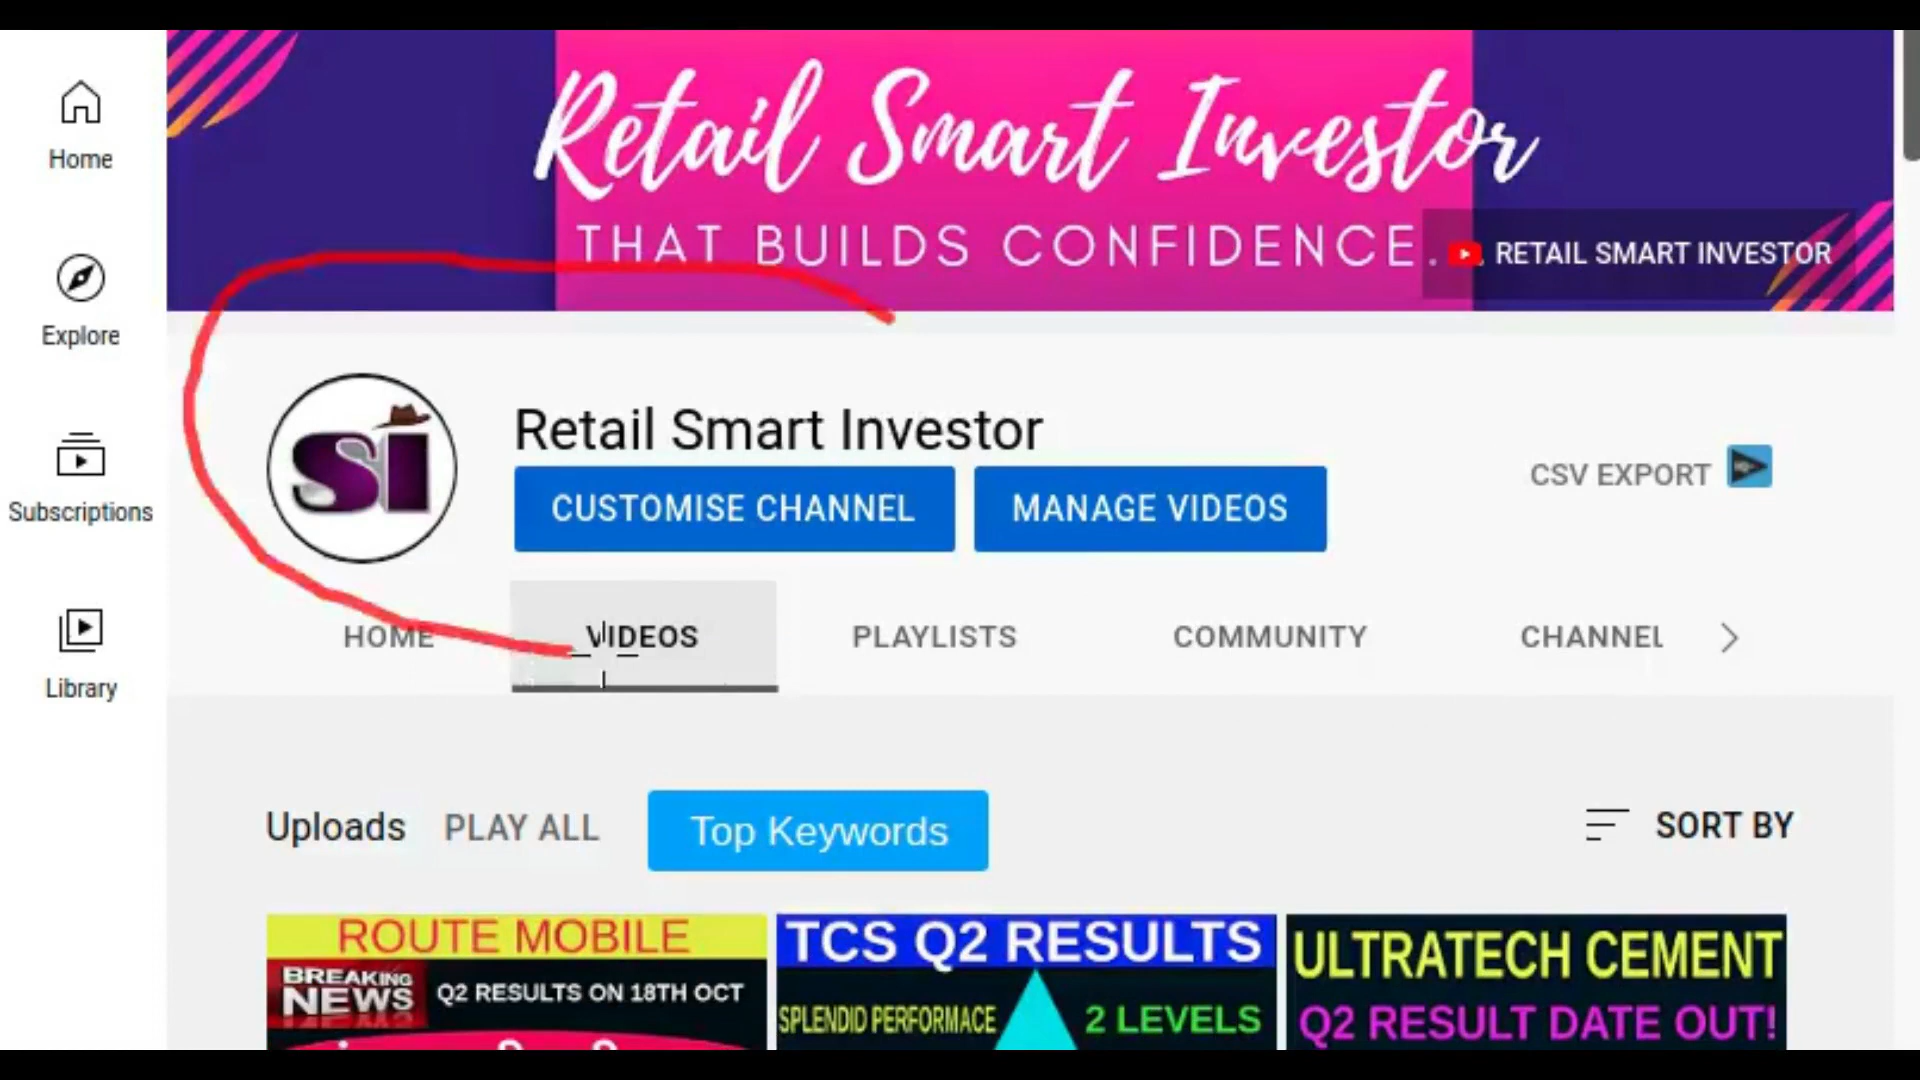 Retail Smart Investor
THAT BUILDS CONFIDENCE.
RETAIL SMART INVESTOR
Home
Explore
Subscriptions
Library
SI
Retail Smart Investor
CUSTOMISE CHANNEL
MANAGE VIDEOS
CSV EXPORT
HOME
VIDEOS
PLAYLISTS
COMMUNITY
CHANNEL
Uploads
PLAY ALL
Top Keywords
SORT BY
ROUTE MOBILE
BREAKING
NEWS
Q2 RESULTS ON 18TH OCT
TCS Q2 RESULTS
SPLENDID PERFORMACE
2 LEVELS
ULTRATECH CEMENT
Q2 RESULT DATE OUT!